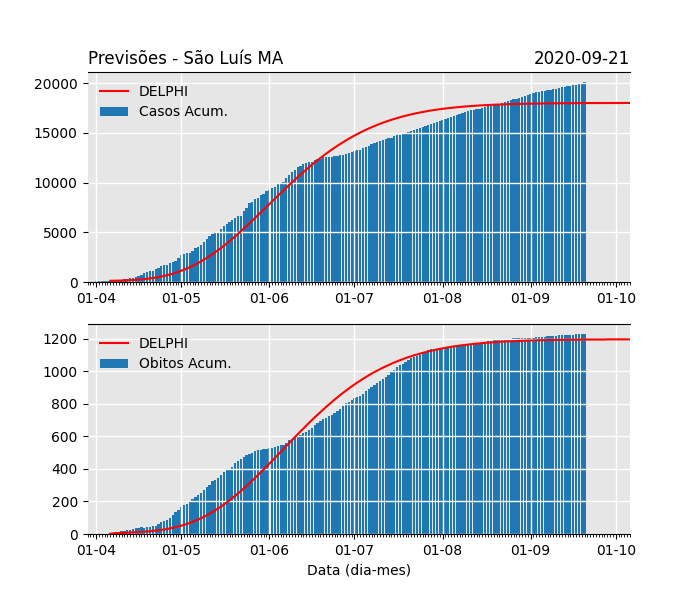 Previsões - São Luís MA 2020-09-21
DELPHI
Casos Acum.
20000
15000
10000
5000
0
01-04 01-05 01-06 01-07 01-08 01-09 01-10
DELPHI
Obitos Acum.
1200
1000
800
600
400
200
0
01-04 01-05 01-06 01-07 01-08 01-09 01-10
Data (dia-mes)